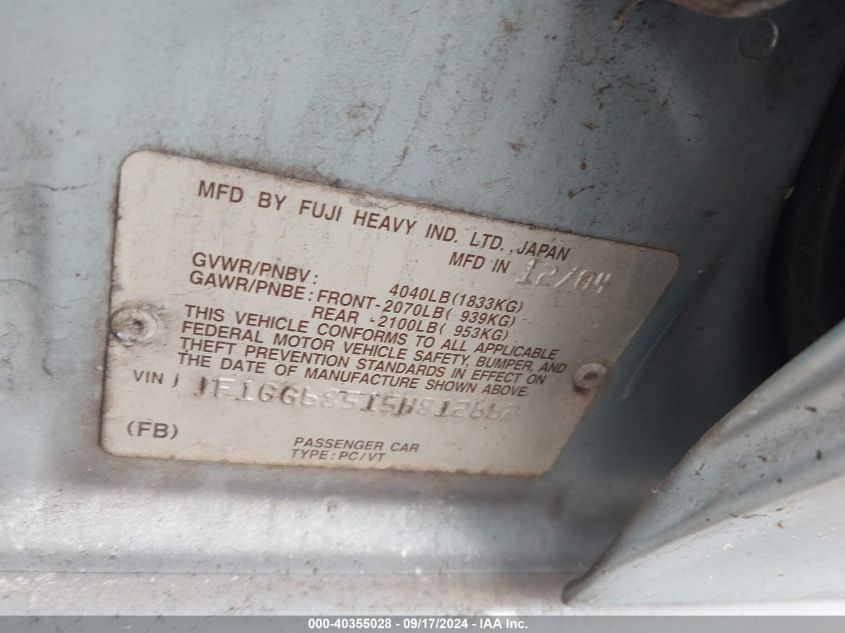 MFD BY FUJI HEAVY IND. LTD., JAPAN
MFD IN 12/04
GVWR/PNBV: 4040LB(1833KG)
GAWR/PNBE: FRONT-2070LB( 939KG)
REAR -2100LB( 953KG)
THIS VEHICLE CONFORMS TO ALL APPLICABLE
FEDERAL MOTOR VEHICLE SAFETY, BUMPER, AND
THEFT PREVENTION STANDARDS IN EFFECT ON
THE DATE OF MANUFACTURE SHOWN ABOVE.
VIN
(FB)
PASSENGER CAR
TYPE: PC/VT
000-40355028 - 09/17/2024 - IAA Inc.